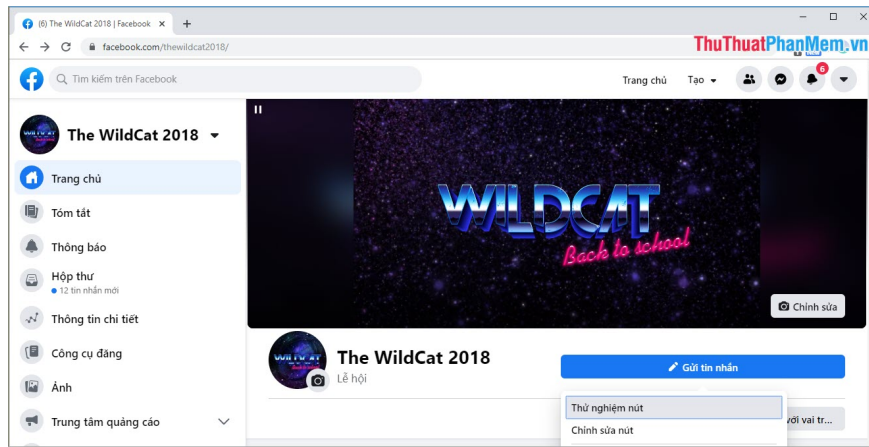 (6) The WildCat 2018 | Facebook
facebook.com/thewildcat2018/
ThuThuatPhanMem.vn
Tìm kiếm trên Facebook
Trang chủ
Tạo
6
The WildCat 2018
Trang chủ
Tóm tắt
Thông báo
Hộp thư
12 tin nhắn mới
Thông tin chi tiết
Công cụ đăng
Ảnh
Trung tâm quảng cáo
WILDCAT
Back to school
Chỉnh sửa
The WildCat 2018
Lễ hội
Gửi tin nhắn
Thử nghiệm nút
Chỉnh sửa nút
với vai tr...